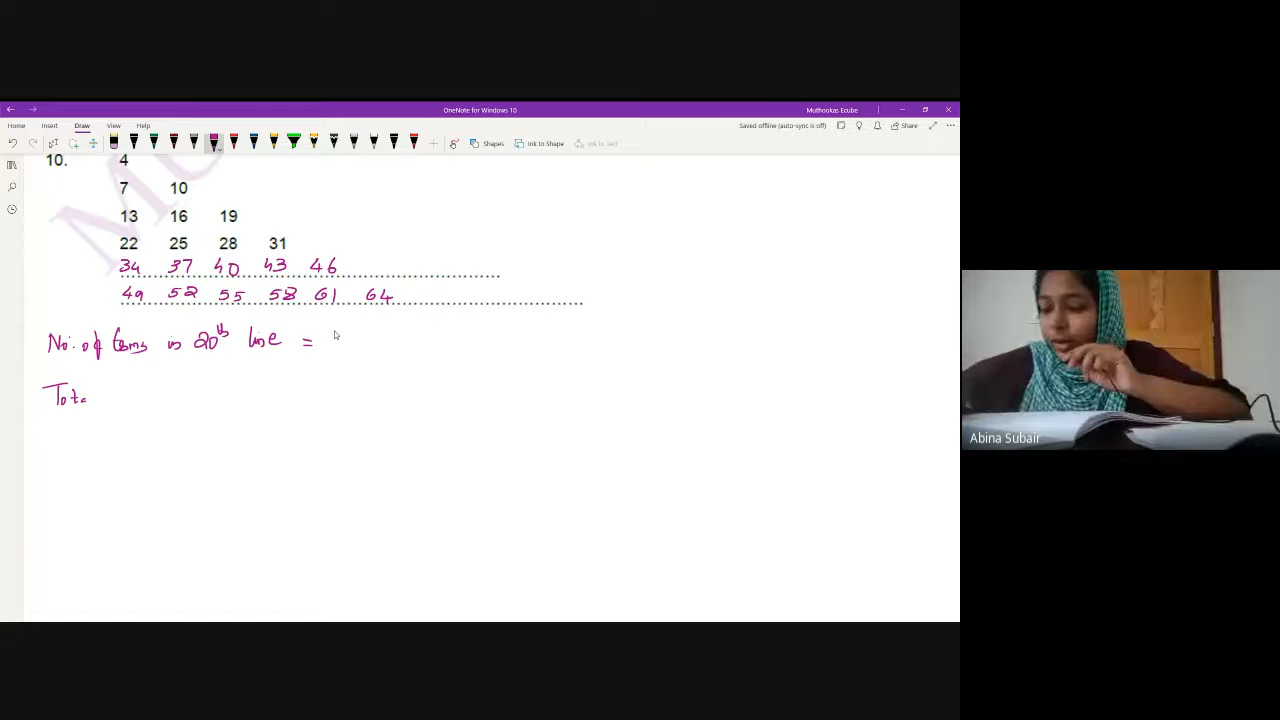 OneNote for Windows 10
Muthookas Ecube
Home Insert Draw View Help
Saved offline (auto-sync is off)
Share
Shapes
Ink to Shape
Ink to Text
10. 4
7 10
13 16 19
22 25 28 31
34 37 40 43 46
49 52 55 58 61 64
No. of terms in 20th line =
Tota
Abina Subair